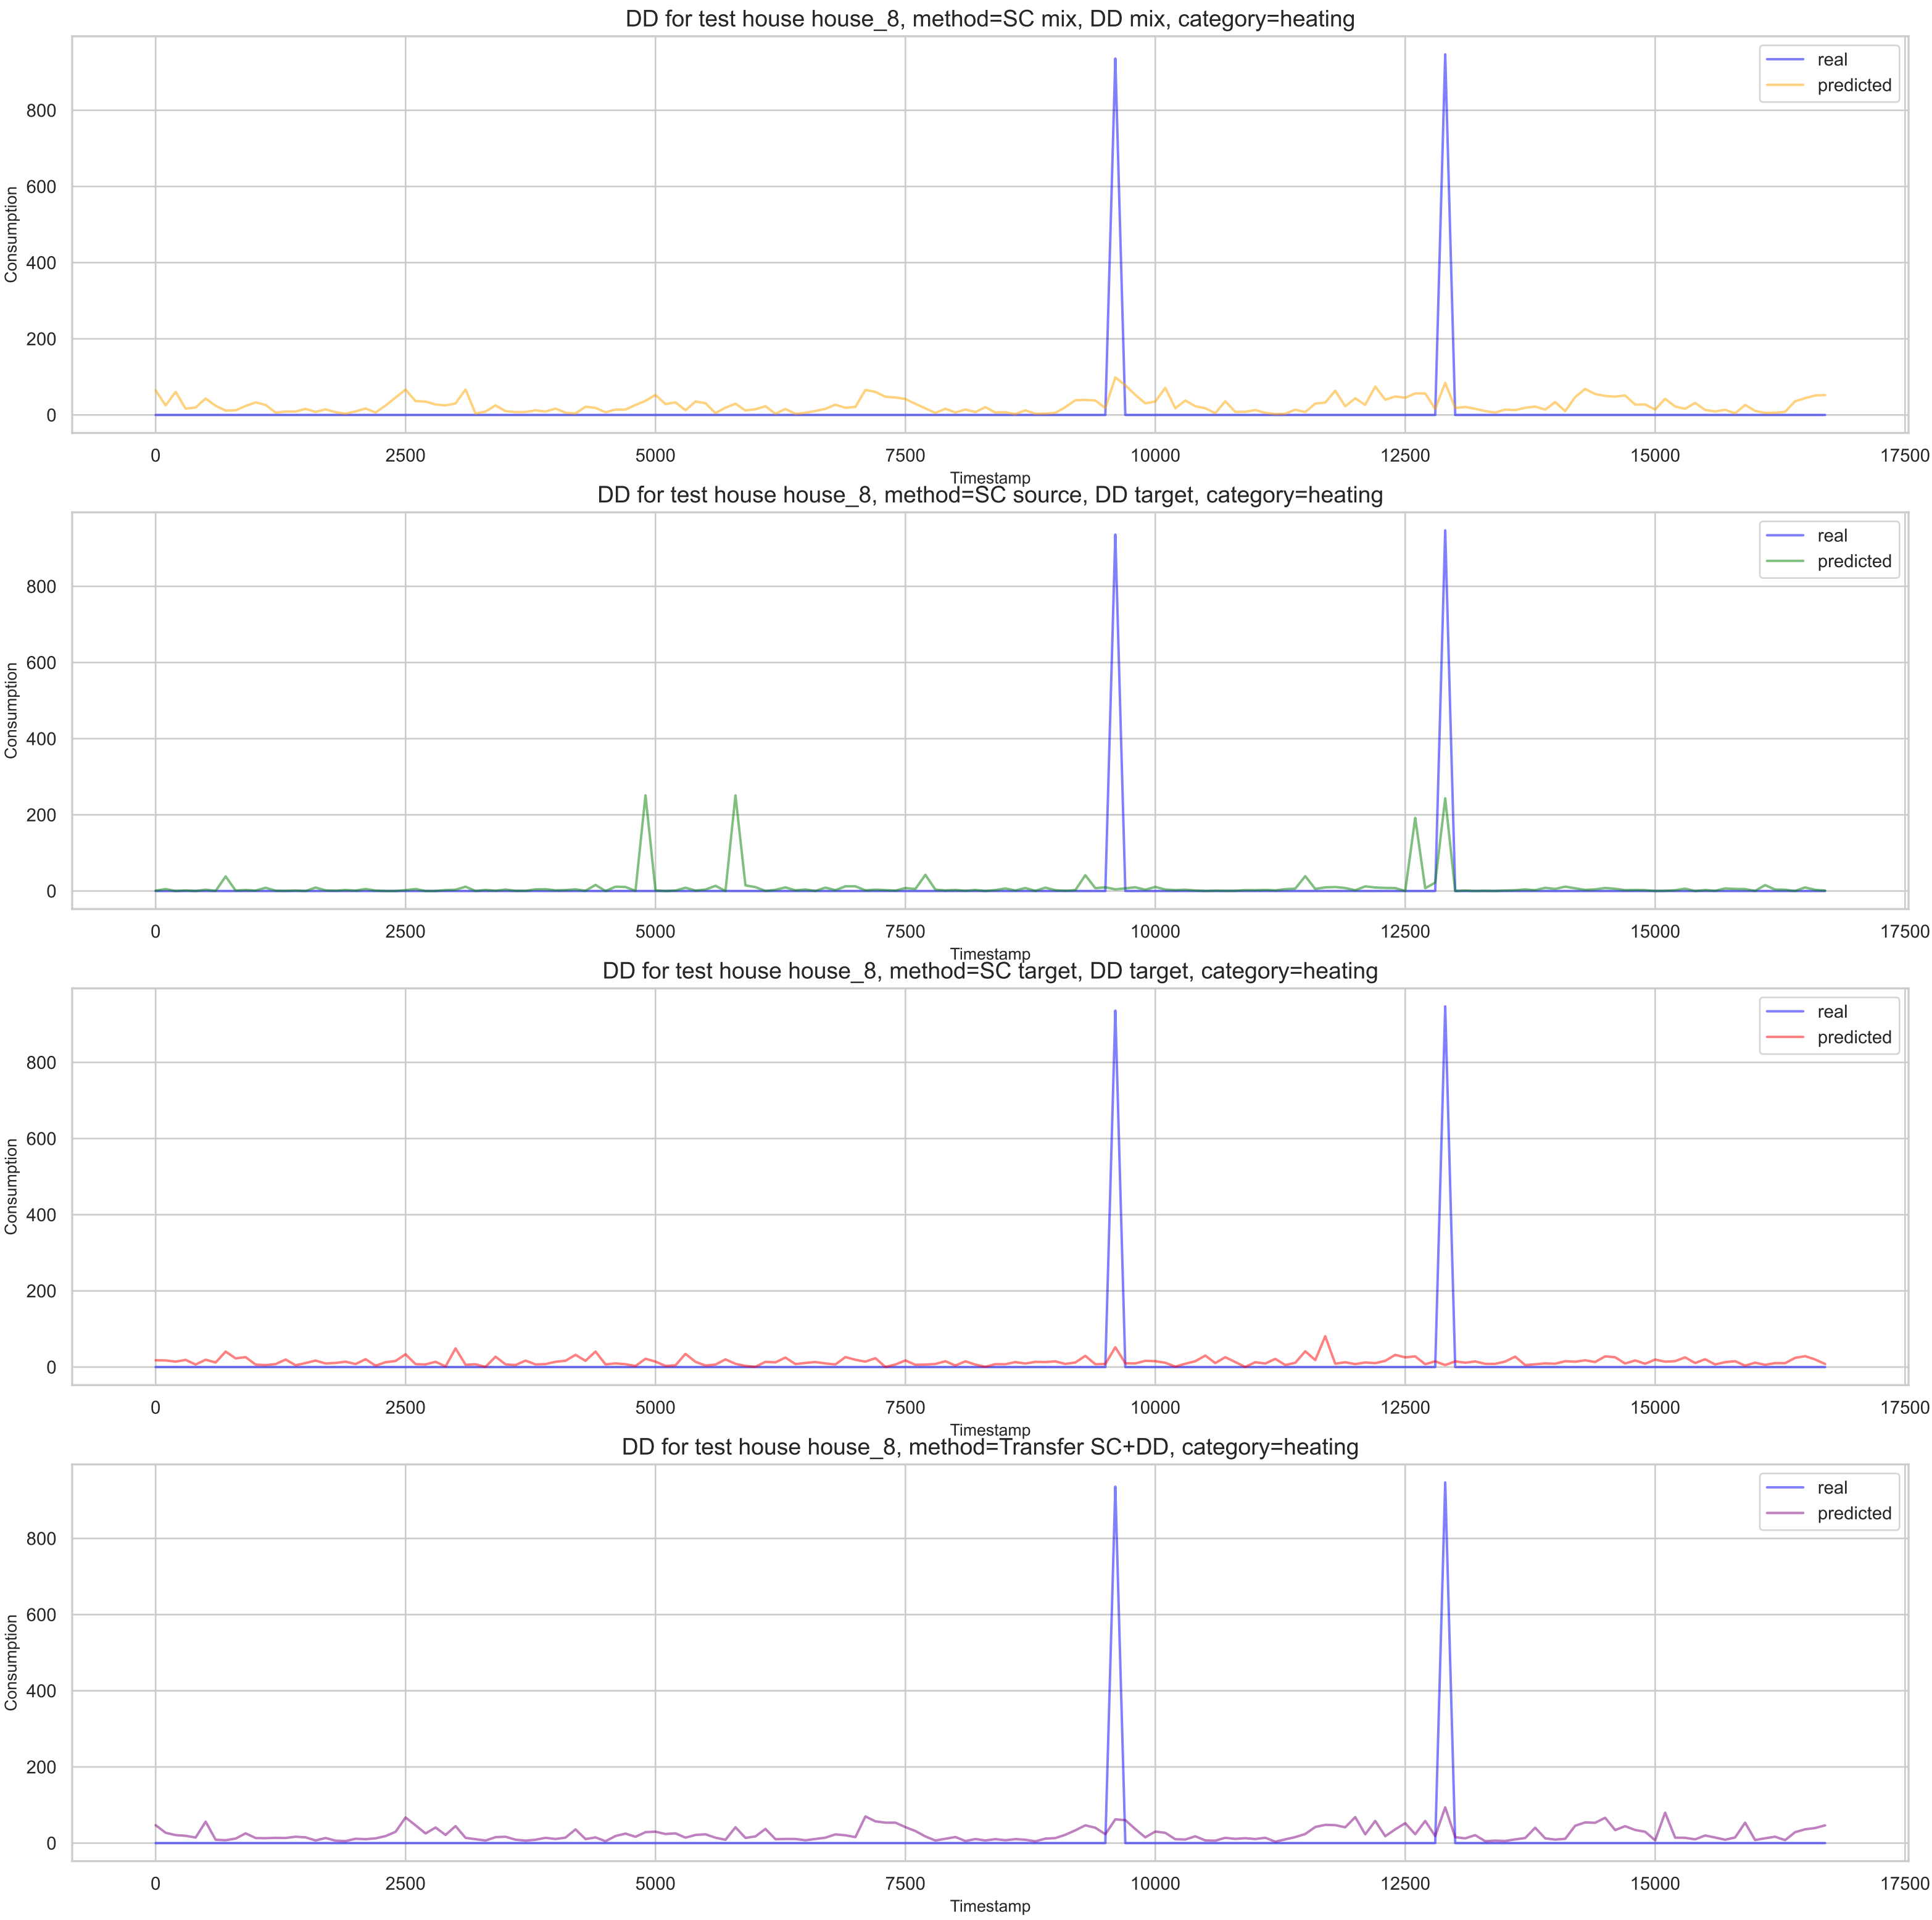 DD for test house house_8, method=SC mix, DD mix, category=heating
real
predicted
800
600
400
200
0
Consumption
0 2500 5000 7500 10000 12500 15000 17500
Timestamp
DD for test house house_8, method=SC source, DD target, category=heating
real
predicted
800
600
400
200
0
Consumption
0 2500 5000 7500 10000 12500 15000 17500
Timestamp
DD for test house house_8, method=SC target, DD target, category=heating
real
predicted
800
600
400
200
0
Consumption
0 2500 5000 7500 10000 12500 15000 17500
Timestamp
DD for test house house_8, method=Transfer SC+DD, category=heating
real
predicted
800
600
400
200
0
Consumption
0 2500 5000 7500 10000 12500 15000 17500
Timestamp